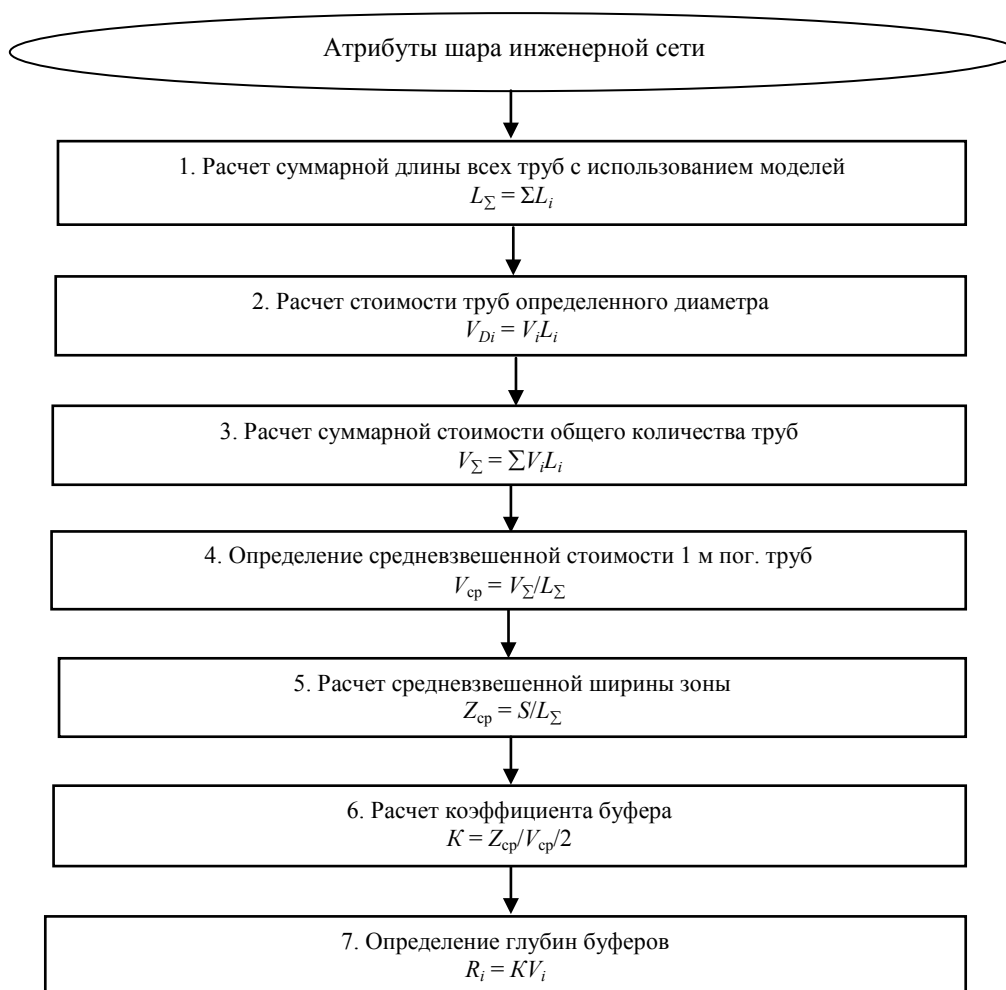 Атрибуты шара инженерной сети
1. Расчет суммарной длины всех труб с использованием моделей
L∑ = ΣLi
2. Расчет стоимости труб определенного диаметра
VDi = ViLi
3. Расчет суммарной стоимости общего количества труб
V∑ = ∑ViLi
4. Определение средневзвешенной стоимости 1 м пог. труб
Vср = V∑/L∑
5. Расчет средневзвешенной ширины зоны
Zср = S/L∑
6. Расчет коэффициента буфера
К = Zср/Vср/2
7. Определение глубин буферов
Ri = КVi